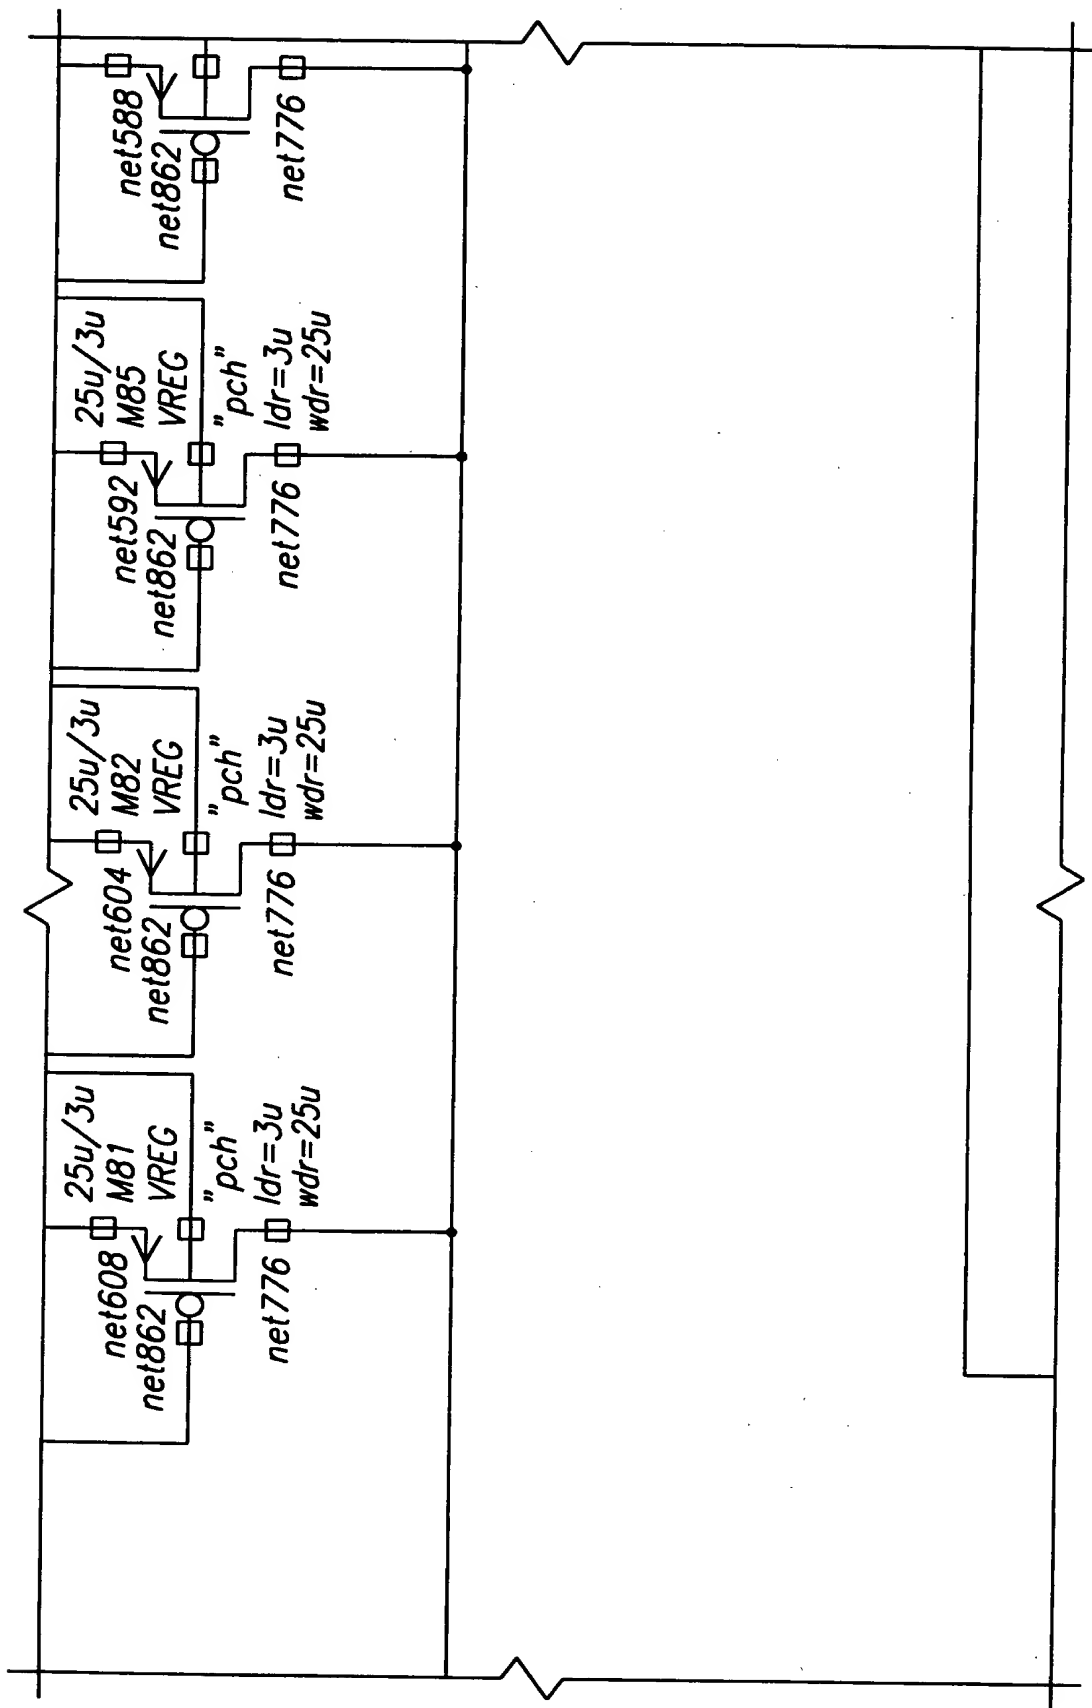 net588
net862
net776
25u/3u
M85
VREG
"pch"
ldr=3u
wdr=25u
net592
net862
net776
25u/3u
M82
VREG
"pch"
ldr=3u
wdr=25u
net604
net862
net776
25u/3u
M81
VREG
"pch"
ldr=3u
wdr=25u
net608
net862
net776